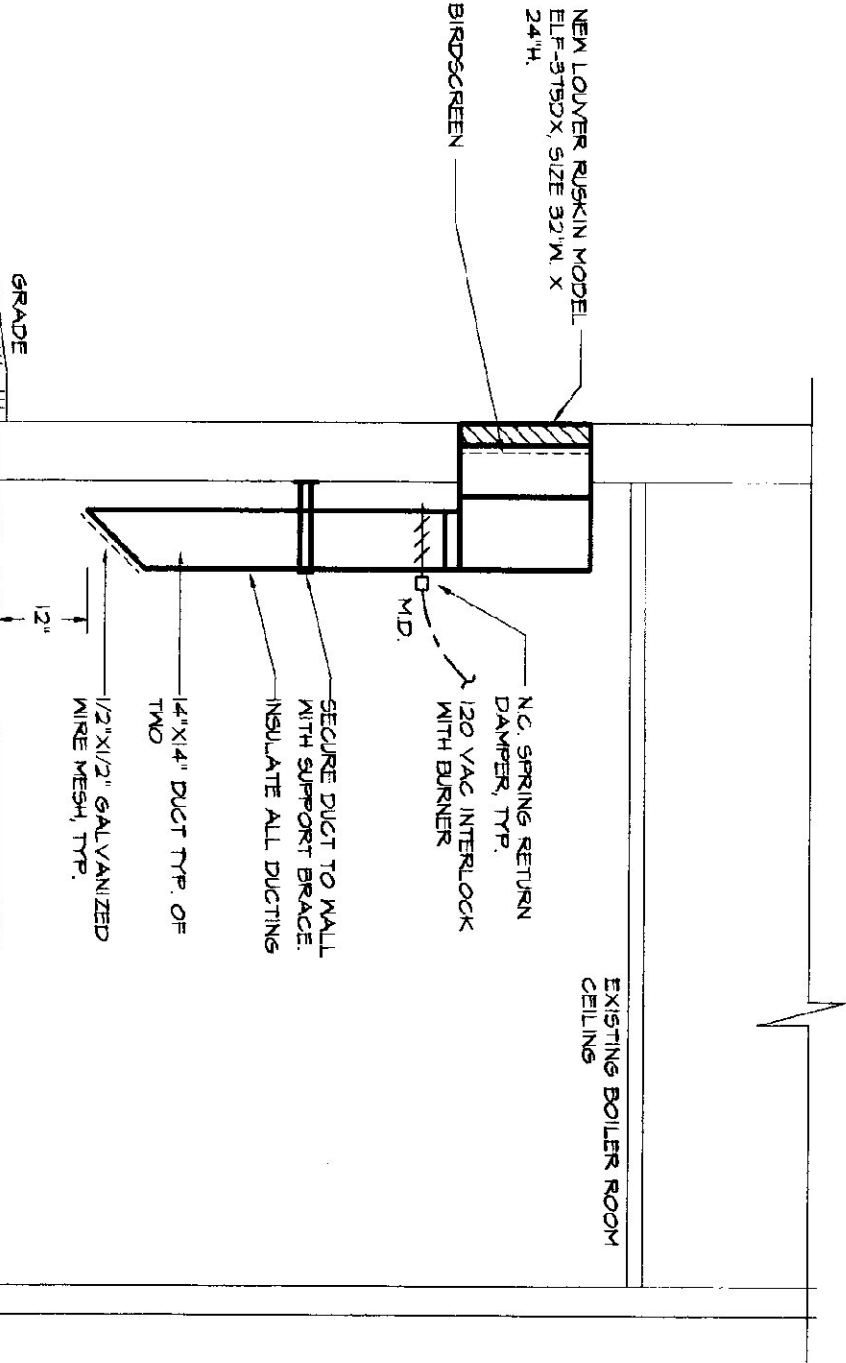 NEW LOUVER RUSKIN MODEL
ELF-375DX, SIZE 32"W. X
24"H.
BIRDSCREEN
GRADE
EXISTING BOILER ROOM
CEILING
N.C. SPRING RETURN
DAMPER, TYP.
120 VAC INTERLOCK
WITH BURNER
M.D.
SECURE DUCT TO WALL
WITH SUPPORT BRACE.
INSULATE ALL DUCTING
14"X14" DUCT TYP. OF
TWO
1/2"X1/2" GALVANIZED
WIRE MESH, TYP.
12"